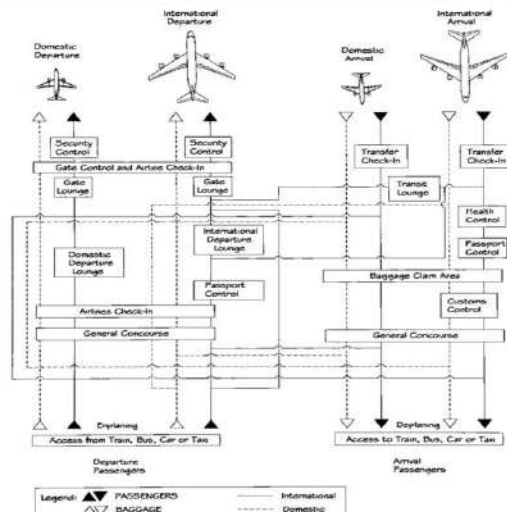 International
Departure
International
Arrival
Domestic
Departure
Domestic
Arrival
Security
Control
Security
Control
Transfer
Check-In
Transfer
Check-In
Gate Control and Airline Check-In
Gate
Lounge
Gate
Lounge
Transit
Lounge
Health
Control
International
Departure
Lounge
Domestic
Departure
Lounge
Passport
Control
Baggage Claim Area
Passport
Control
Customs
Control
Airlines Check-In
General Concourse
General Concourse
Enplaning
Deplaning
Access from Train, Bus, Car or Taxi
Access to Train, Bus, Car or Taxi
Departure
Passengers
Arrival
Passengers
Legend: PASSENGERS International
BAGGAGE Domestic